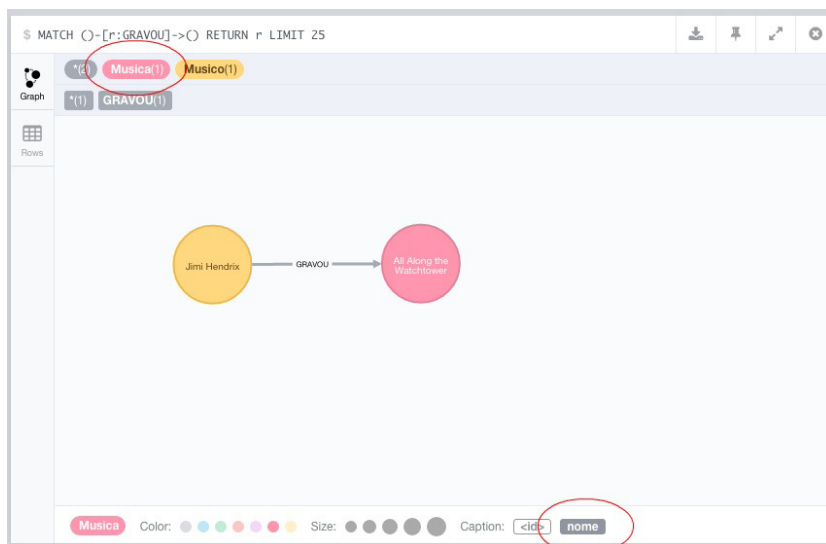 $ MATCH ()-[r:GRAVOU]->() RETURN r LIMIT 25
*(2) Musica(1) Musico(1)
Graph
*(1) GRAVOU(1)
Rows
Jimi Hendrix
GRAVOU
All Along the
Watchtower
Musica Color: Size: Caption: <id> nome